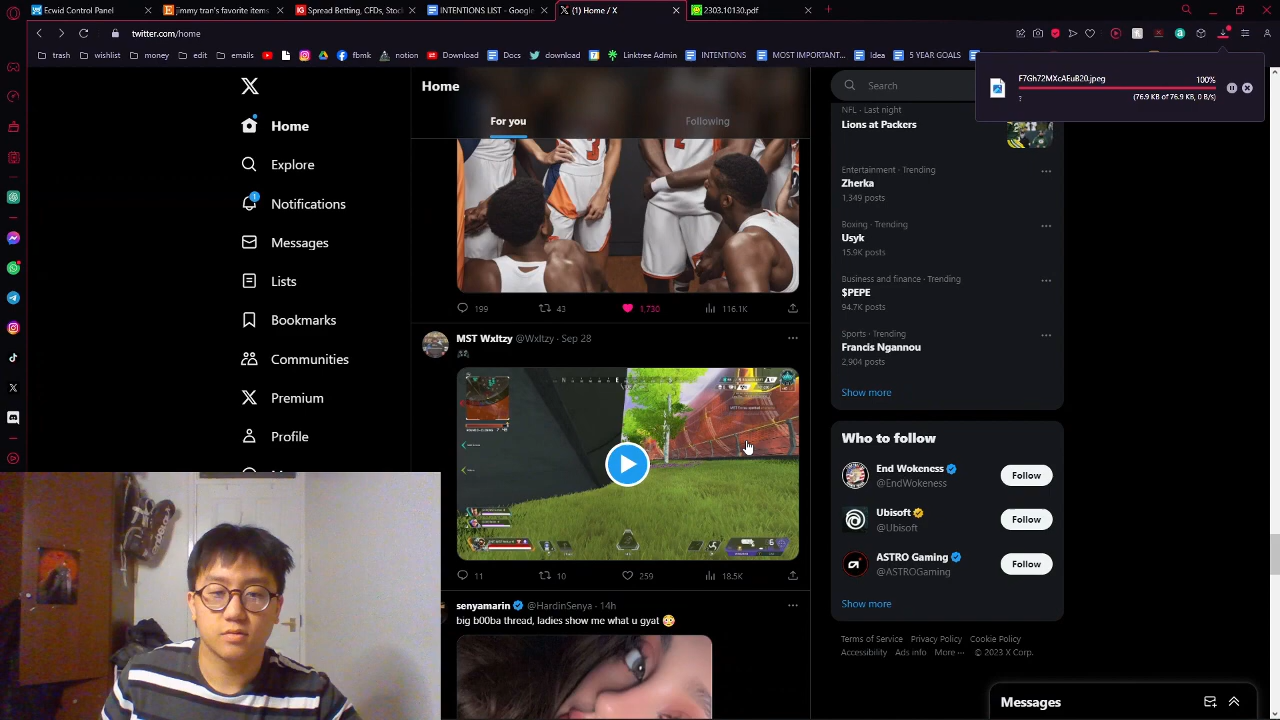 Ecwid Control Panel
jimmy tran's favorite items
Spread Betting, CFDs, Stoc
INTENTIONS LIST - Google
(1) Home / X
2303.10130.pdf
twitter.com/home
trash
wishlist
money
edit
emails
fbmk
notion
Download
Docs
download
Linktree Admin
INTENTIONS
MOST IMPORTANT...
Idea
5 YEAR GOALS
F7Gh72MXcAEuB20.jpeg
100%
(76.9 KB of 76.9 KB, 0 B/s)
Home
Explore
Notifications
1
Messages
Lists
Bookmarks
Communities
Premium
Profile
Home
For you
Following
199
43
1,730
116.1K
MST Wxltzy @Wxltzy · Sep 28
11
10
259
18.5K
senyamarin @HardinSenya · 14h
big b00ba thread, ladies show me what u gyat 😳
Search
NFL · Last night
Lions at Packers
Entertainment · Trending
Zherka
1,349 posts
Boxing · Trending
Usyk
15.9K posts
Business and finance · Trending
$PEPE
94.7K posts
Sports · Trending
Francis Ngannou
2,904 posts
Show more
Who to follow
End Wokeness
@EndWokeness
Follow
Ubisoft
@Ubisoft
Follow
ASTRO Gaming
@ASTROGaming
Follow
Show more
Terms of Service Privacy Policy Cookie Policy
Accessibility Ads info More ··· © 2023 X Corp.
Messages